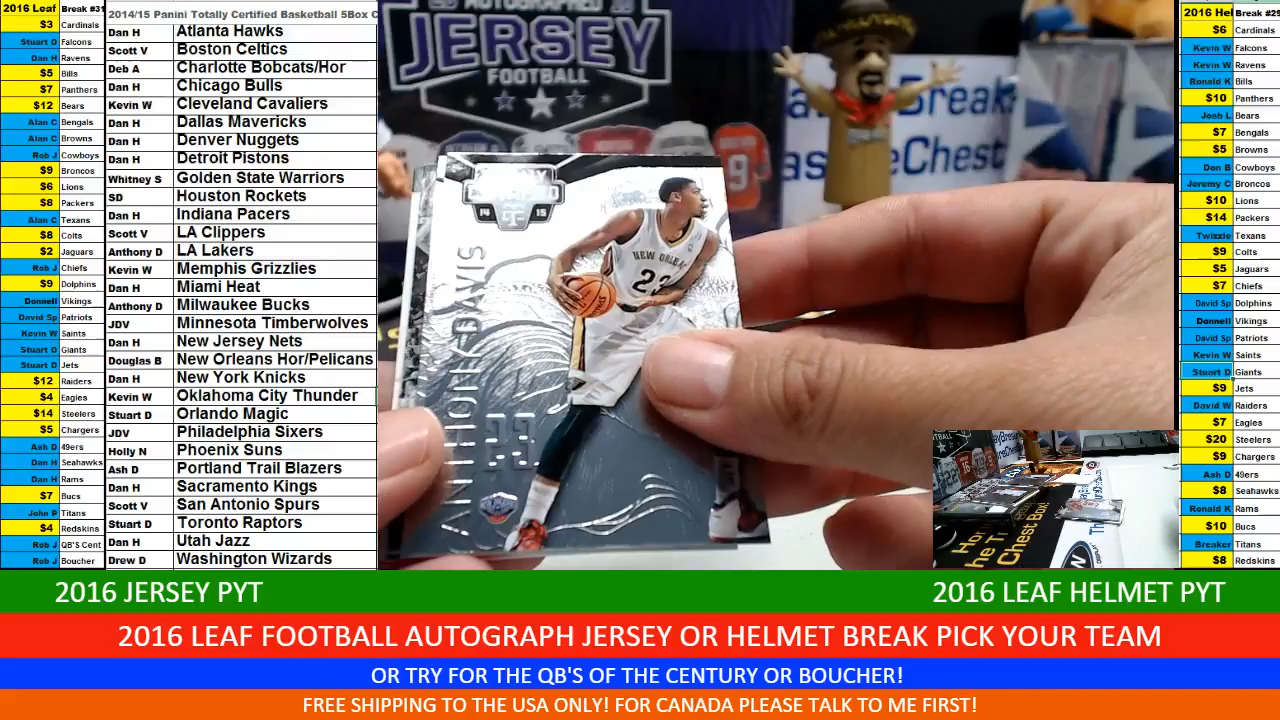 2016 Leaf Break #31
$3 Cardinals
Stuart D Falcons
Dan H Ravens
$5 Bills
$7 Panthers
$12 Bears
Alan C Bengals
Alan C Browns
Rob J Cowboys
$9 Broncos
$6 Lions
$8 Packers
Alan C Texans
$8 Colts
$2 Jaguars
Rob J Chiefs
$9 Dolphins
Donnell Vikings
David Sp Patriots
Kevin W Saints
Stuart D Giants
Stuart D Jets
$12 Raiders
$4 Eagles
$14 Steelers
$5 Chargers
Ash D 49ers
Dan H Seahawks
Dan H Rams
$7 Bucs
John P Titans
$4 Redskins
Rob J QB'S Cent
Rob J Boucher
2014/15 Panini Totally Certified Basketball 5Box C
Dan H Atlanta Hawks
Scott V Boston Celtics
Deb A Charlotte Bobcats/Hor
Dan H Chicago Bulls
Kevin W Cleveland Cavaliers
Dan H Dallas Mavericks
Dan H Denver Nuggets
Dan H Detroit Pistons
Whitney S Golden State Warriors
SD Houston Rockets
Dan H Indiana Pacers
Scott V LA Clippers
Anthony D LA Lakers
Kevin W Memphis Grizzlies
Dan H Miami Heat
Anthony D Milwaukee Bucks
JDV Minnesota Timberwolves
Dan H New Jersey Nets
Douglas B New Orleans Hor/Pelicans
Dan H New York Knicks
Kevin W Oklahoma City Thunder
Stuart D Orlando Magic
JDV Philadelphia Sixers
Holly N Phoenix Suns
Ash D Portland Trail Blazers
Dan H Sacramento Kings
Scott V San Antonio Spurs
Stuart D Toronto Raptors
Dan H Utah Jazz
Drew D Washington Wizards
AUTOGRAPHED
JERSEY
FOOTBALL
Break
Chest
14 15
NEW ORLEANS
23
ANTHONY DAVIS
23
2016 Hel Break #29
$6 Cardinals
Kevin W Falcons
Kevin W Ravens
Ronald K Bills
$10 Panthers
Josh L Bears
$7 Bengals
$5 Browns
Don B Cowboys
Jeremy C Broncos
$10 Lions
$14 Packers
Twizzle Texans
$9 Colts
$5 Jaguars
$7 Chiefs
David Sp Dolphins
Donnell Vikings
David Sp Patriots
Kevin W Saints
Stuart D Giants
$9 Jets
David W Raiders
$7 Eagles
$20 Steelers
$9 Chargers
Ash D 49ers
$8 Seahawks
Ronald K Rams
$10 Bucs
Breaker Titans
$8 Redskins
Chest Box!
2016 JERSEY PYT
2016 LEAF HELMET PYT
2016 LEAF FOOTBALL AUTOGRAPH JERSEY OR HELMET BREAK PICK YOUR TEAM
OR TRY FOR THE QB'S OF THE CENTURY OR BOUCHER!
FREE SHIPPING TO THE USA ONLY! FOR CANADA PLEASE TALK TO ME FIRST!